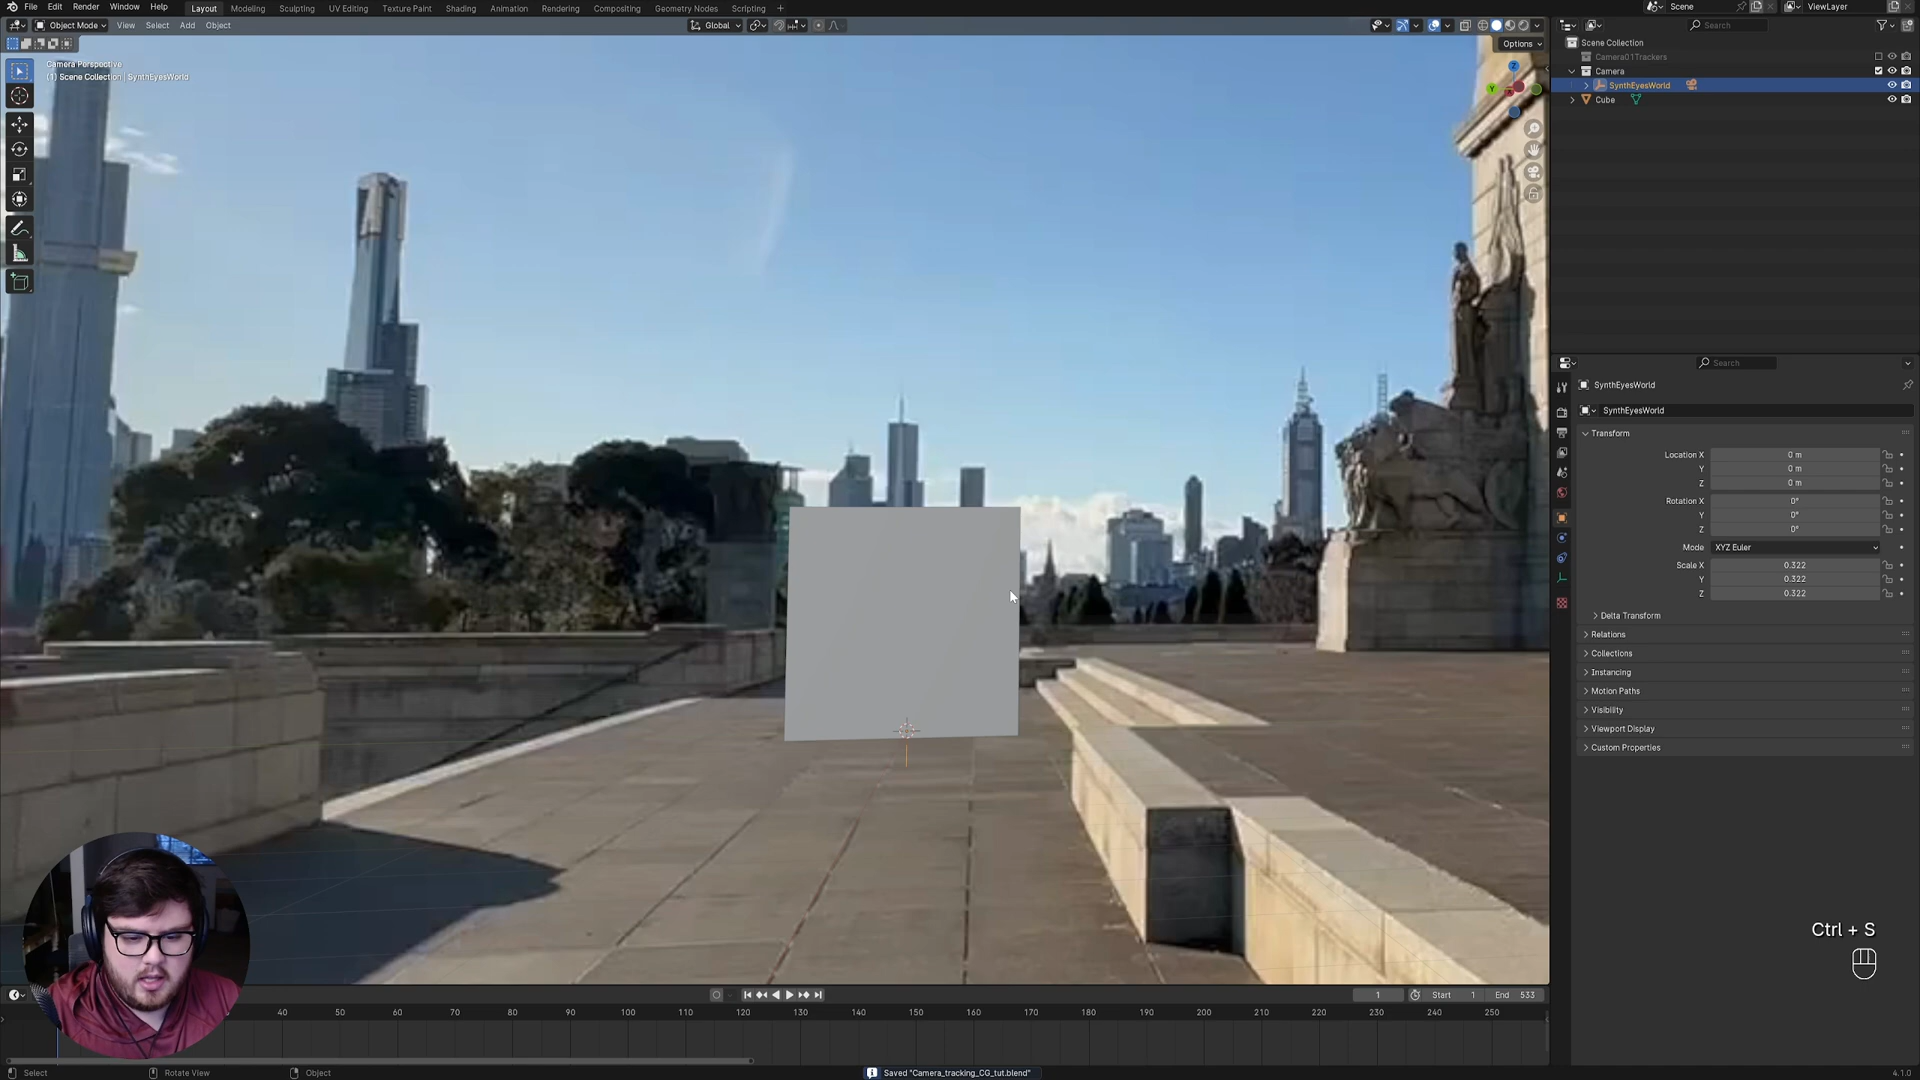 File Edit Render Window Help Layout Modeling Sculpting UV Editing Texture Paint Shading Animation Rendering Compositing Geometry Nodes Scripting + Scene ViewLayer
Object Mode View Select Add Object Global Search
Options
Camera Perspective
(1) Scene Collection | SynthEyesWorld
Scene Collection
Camera01Trackers
Camera
SynthEyesWorld
Cube
Z
Y
Search
SynthEyesWorld
SynthEyesWorld
Transform
Location X 0 m
Y 0 m
Z 0 m
Rotation X 0°
Y 0°
Z 0°
Mode XYZ Euler
Scale X 0.322
Y 0.322
Z 0.322
Delta Transform
Relations
Collections
Instancing
Motion Paths
Visibility
Viewport Display
Custom Properties
Ctrl + S
1 Start 1 End 533
40 50 60 70 80 90 100 110 120 130 140 150 160 170 180 190 200 210 220 230 240 250
Select Rotate View Object Saved "Camera_tracking_CG_tut.blend" 4.1.0